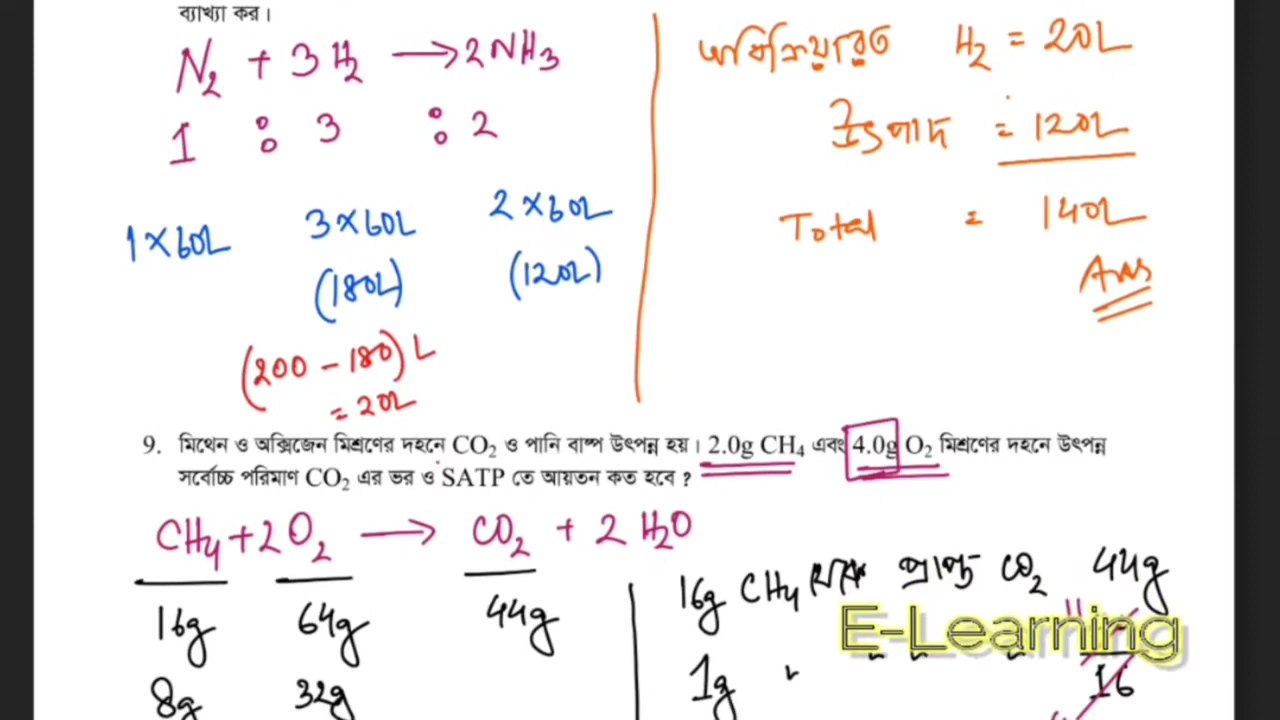 ব্যাখ্যা কর।
N2 + 3H2 → 2NH3
1 : 3 : 2
1×60L 3×60L 2×60L
(180L) (120L)
(200 – 180) L
= 20L
H2 = 20L
উৎপাদ = 120L
Total = 140L
Ans
9. মিথেন ও অক্সিজেন মিশ্রণের দহনে CO2 ও পানি বাষ্প উৎপন্ন হয়। 2.0g CH4 এবং 4.0g O2 মিশ্রণের দহনে উৎপন্ন
সর্বোচ্চ পরিমাণ CO2 এর ভর ও SATP তে আয়তন কত হবে ?
CH4 + 2O2 → CO2 + 2H2O
16g 64g 44g
8g 32g
16g CH4 থেকে প্রাপ্ত CO2 44g
11
1g " " " "
16
E-Learning